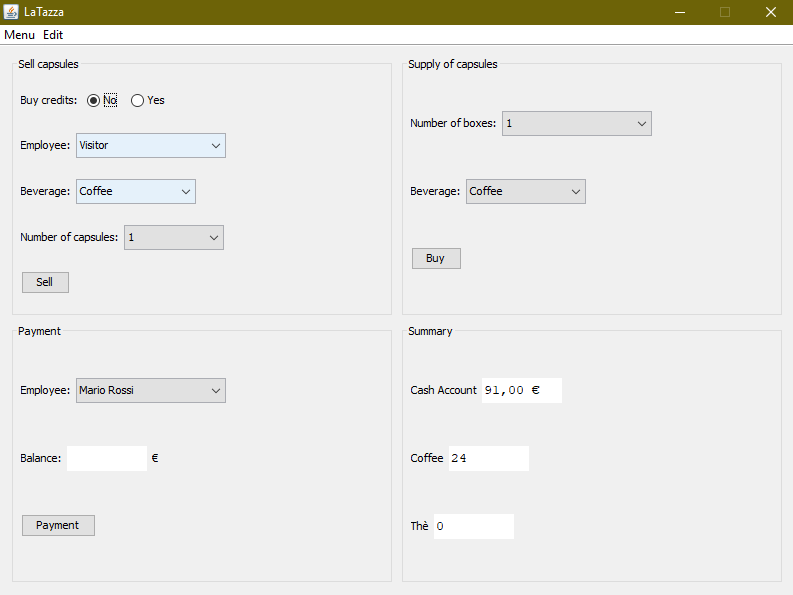 LaTazza
Menu Edit
Sell capsules
Buy credits: No Yes
Employee: Visitor
Beverage: Coffee
Number of capsules: 1
Sell
Supply of capsules
Number of boxes: 1
Beverage: Coffee
Buy
Payment
Employee: Mario Rossi
Balance: €
Payment
Summary
Cash Account 91,00 €
Coffee 24
Thè 0